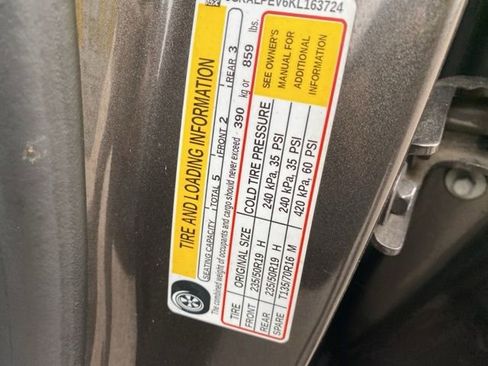 TIRE AND LOADING INFORMATION
SEATING CAPACITY TOTAL 5 FRONT 2 REAR 3
The combined weight of occupants and cargo should never exceed 390 kg or 859 lbs.
TIRE ORIGINAL SIZE COLD TIRE PRESSURE
FRONT 235/50R19 H 240 kPa, 35 PSI
REAR 235/50R19 H 240 kPa, 35 PSI
SPARE T135/70R16 M 420 kPa, 60 PSI
SEE OWNER'S
MANUAL FOR
ADDITIONAL
INFORMATION